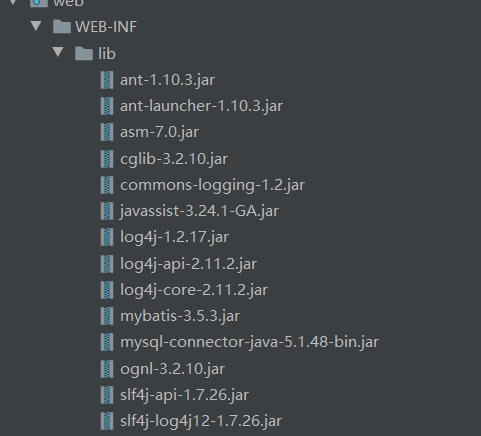 web
WEB-INF
lib
ant-1.10.3.jar
ant-launcher-1.10.3.jar
asm-7.0.jar
cglib-3.2.10.jar
commons-logging-1.2.jar
javassist-3.24.1-GA.jar
log4j-1.2.17.jar
log4j-api-2.11.2.jar
log4j-core-2.11.2.jar
mybatis-3.5.3.jar
mysql-connector-java-5.1.48-bin.jar
ognl-3.2.10.jar
slf4j-api-1.7.26.jar
slf4j-log4j12-1.7.26.jar